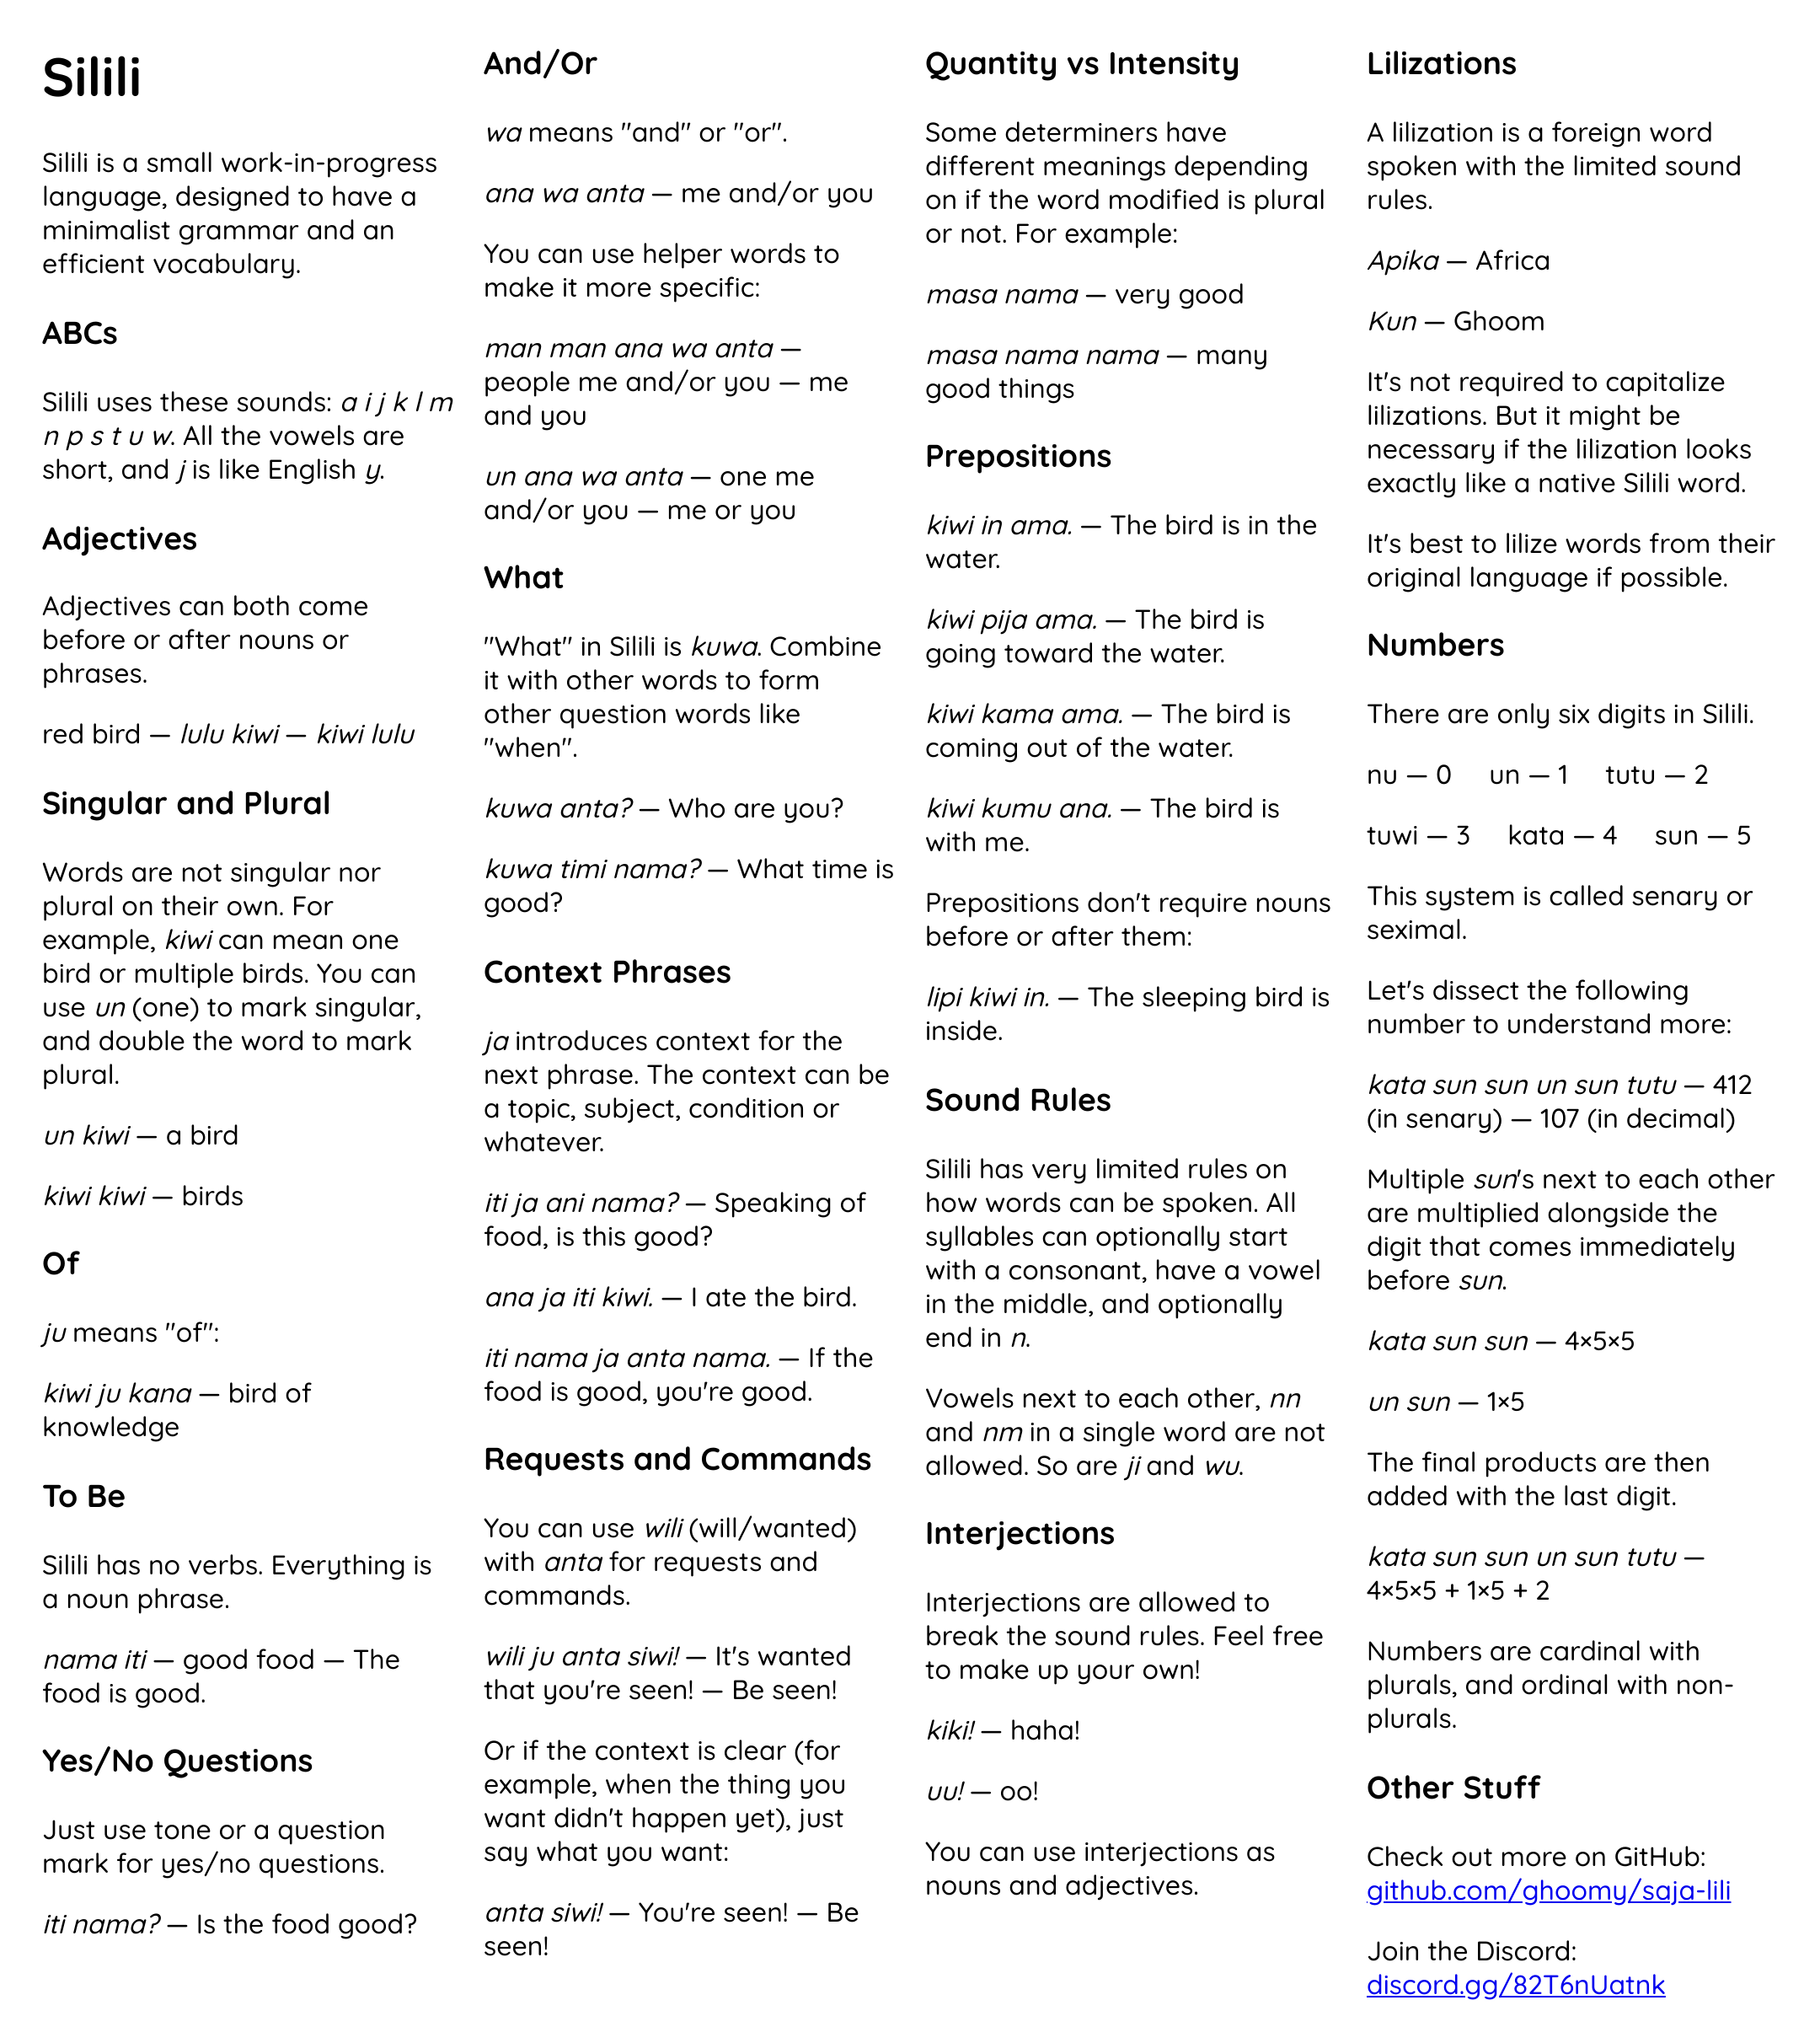 Silili
Silili is a small work-in-progress
language, designed to have a
minimalist grammar and an
efficient vocabulary.
ABCs
Silili uses these sounds: a i j k l m
n p s t u w. All the vowels are
short, and j is like English y.
Adjectives
Adjectives can both come
before or after nouns or
phrases.
red bird — lulu kiwi — kiwi lulu
Singular and Plural
Words are not singular nor
plural on their own. For
example, kiwi can mean one
bird or multiple birds. You can
use un (one) to mark singular,
and double the word to mark
plural.
un kiwi — a bird
kiwi kiwi — birds
Of
ju means "of":
kiwi ju kana — bird of
knowledge
To Be
Silili has no verbs. Everything is
a noun phrase.
nama iti — good food — The
food is good.
Yes/No Questions
Just use tone or a question
mark for yes/no questions.
iti nama? — Is the food good?
And/Or
wa means "and" or "or".
ana wa anta — me and/or you
You can use helper words to
make it more specific:
man man ana wa anta —
people me and/or you — me
and you
un ana wa anta — one me
and/or you — me or you
What
"What" in Silili is kuwa. Combine
it with other words to form
other question words like
"when".
kuwa anta? — Who are you?
kuwa timi nama? — What time is
good?
Context Phrases
ja introduces context for the
next phrase. The context can be
a topic, subject, condition or
whatever.
iti ja ani nama? — Speaking of
food, is this good?
ana ja iti kiwi. — I ate the bird.
iti nama ja anta nama. — If the
food is good, you're good.
Requests and Commands
You can use wili (will/wanted)
with anta for requests and
commands.
wili ju anta siwi! — It's wanted
that you're seen! — Be seen!
Or if the context is clear (for
example, when the thing you
want didn't happen yet), just
say what you want:
anta siwi! — You're seen! — Be
seen!
Quantity vs Intensity
Some determiners have
different meanings depending
on if the word modified is plural
or not. For example:
masa nama — very good
masa nama nama — many
good things
Prepositions
kiwi in ama. — The bird is in the
water.
kiwi pija ama. — The bird is
going toward the water.
kiwi kama ama. — The bird is
coming out of the water.
kiwi kumu ana. — The bird is
with me.
Prepositions don't require nouns
before or after them:
lipi kiwi in. — The sleeping bird is
inside.
Sound Rules
Silili has very limited rules on
how words can be spoken. All
syllables can optionally start
with a consonant, have a vowel
in the middle, and optionally
end in n.
Vowels next to each other, nn
and nm in a single word are not
allowed. So are ji and wu.
Interjections
Interjections are allowed to
break the sound rules. Feel free
to make up your own!
kiki! — haha!
uu! — oo!
You can use interjections as
nouns and adjectives.
Lilizations
A lilization is a foreign word
spoken with the limited sound
rules.
Apika — Africa
Kun — Ghoom
It's not required to capitalize
lilizations. But it might be
necessary if the lilization looks
exactly like a native Silili word.
It's best to lilize words from their
original language if possible.
Numbers
There are only six digits in Silili.
nu — 0 un — 1 tutu — 2
tuwi — 3 kata — 4 sun — 5
This system is called senary or
seximal.
Let's dissect the following
number to understand more:
kata sun sun un sun tutu — 412
(in senary) — 107 (in decimal)
Multiple sun's next to each other
are multiplied alongside the
digit that comes immediately
before sun.
kata sun sun — 4×5×5
un sun — 1×5
The final products are then
added with the last digit.
kata sun sun un sun tutu —
4×5×5 + 1×5 + 2
Numbers are cardinal with
plurals, and ordinal with non-
plurals.
Other Stuff
Check out more on GitHub:
github.com/ghoomy/saja-lili
Join the Discord:
discord.gg/82T6nUatnk